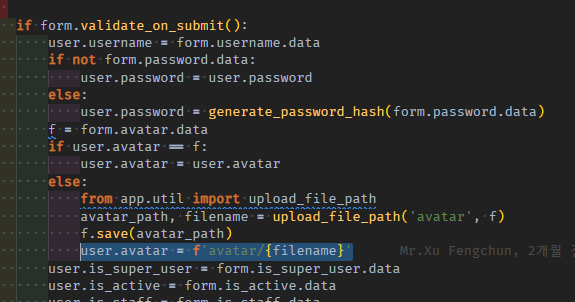 if form.validate_on_submit():
user.username = form.username.data
if not form.password.data:
user.password = user.password
else:
user.password = generate_password_hash(form.password.data)
f = form.avatar.data
if user.avatar == f:
user.avatar = user.avatar
else:
from app.util import upload_file_path
avatar_path, filename = upload_file_path('avatar', f)
f.save(avatar_path)
user.avatar = f'avatar/{filename}' Mr.Xu Fengchun, 2개월
user.is_super_user = form.is_super_user.data
user.is_active = form.is_active.data
user.is_staff = form.is_staff.data